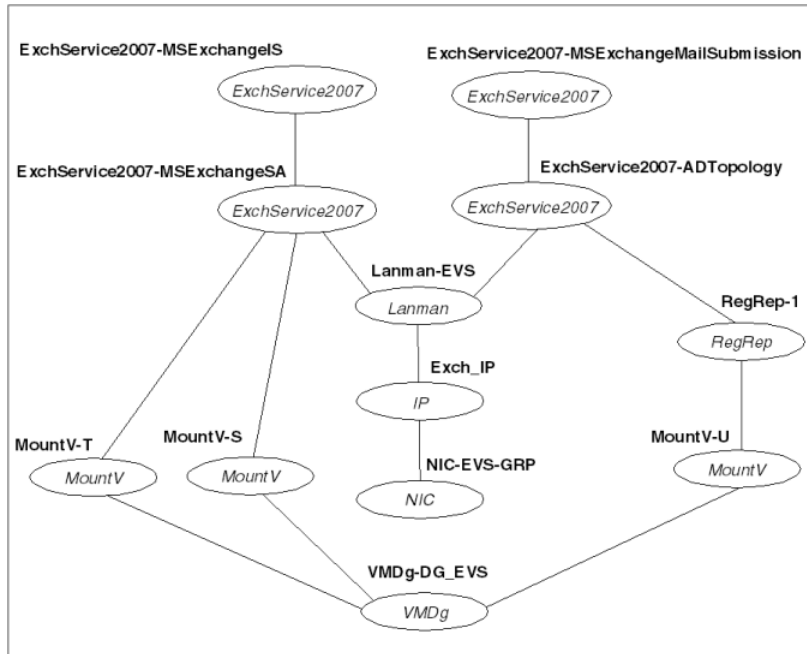 ExchService2007-MSExchangeIS
ExchService2007-MSExchangeMailSubmission
ExchService2007
ExchService2007
ExchService2007-MSExchangeSA
ExchService2007-ADTopology
ExchService2007
ExchService2007
Lanman-EVS
Lanman
RegRep-1
RegRep
Exch_IP
IP
MountV-T
MountV-S
MountV-U
MountV
MountV
NIC-EVS-GRP
NIC
MountV
VMDg-DG_EVS
VMDg